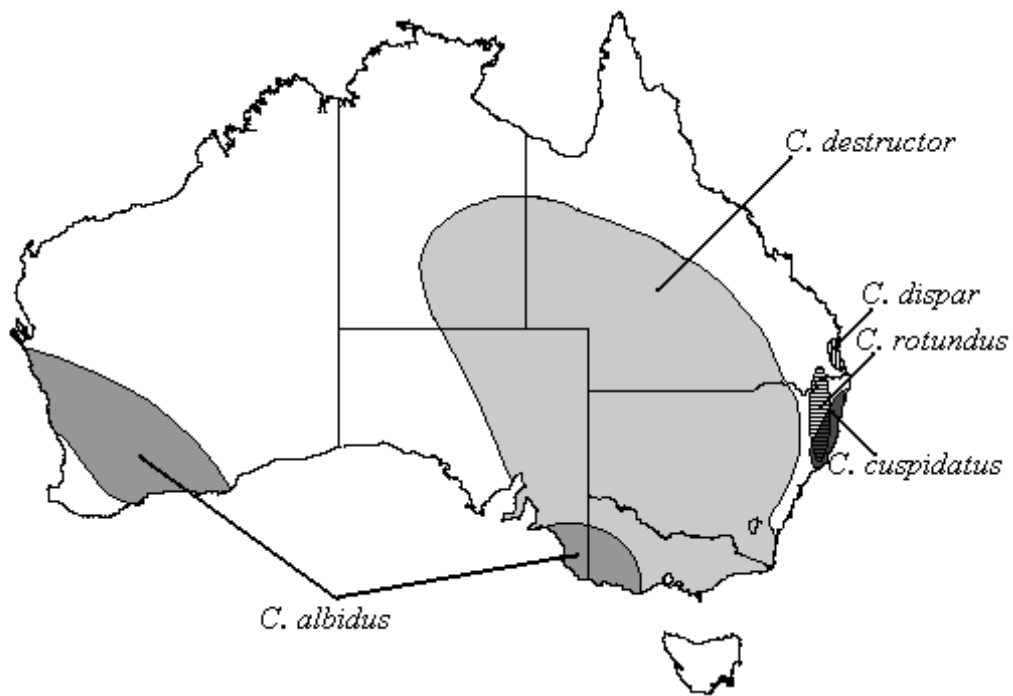 C. destructor
C. dispar
C. rotundus
C. cuspidatus
C. albidus